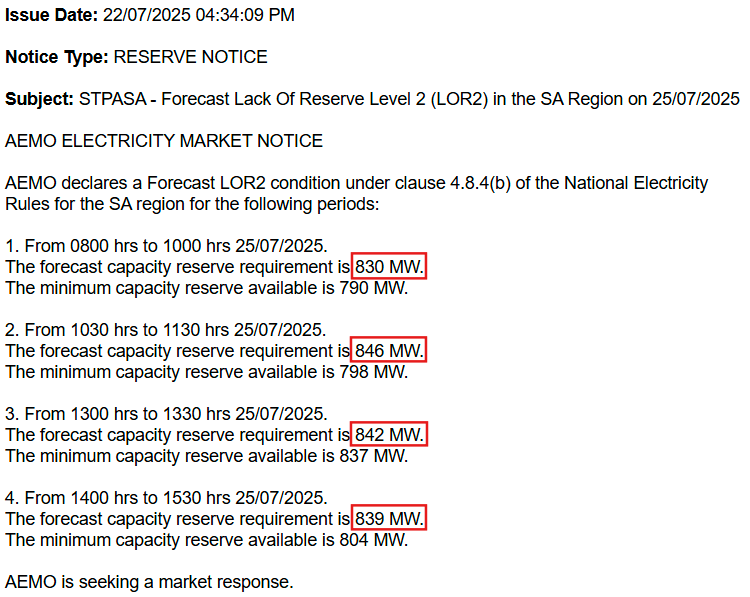 Issue Date: 22/07/2025 04:34:09 PM
Notice Type: RESERVE NOTICE
Subject: STPASA - Forecast Lack Of Reserve Level 2 (LOR2) in the SA Region on 25/07/2025
AEMO ELECTRICITY MARKET NOTICE
AEMO declares a Forecast LOR2 condition under clause 4.8.4(b) of the National Electricity
Rules for the SA region for the following periods:
1. From 0800 hrs to 1000 hrs 25/07/2025.
The forecast capacity reserve requirement is 830 MW.
The minimum capacity reserve available is 790 MW.
2. From 1030 hrs to 1130 hrs 25/07/2025.
The forecast capacity reserve requirement is 846 MW.
The minimum capacity reserve available is 798 MW.
3. From 1300 hrs to 1330 hrs 25/07/2025.
The forecast capacity reserve requirement is 842 MW.
The minimum capacity reserve available is 837 MW.
4. From 1400 hrs to 1530 hrs 25/07/2025.
The forecast capacity reserve requirement is 839 MW.
The minimum capacity reserve available is 804 MW.
AEMO is seeking a market response.